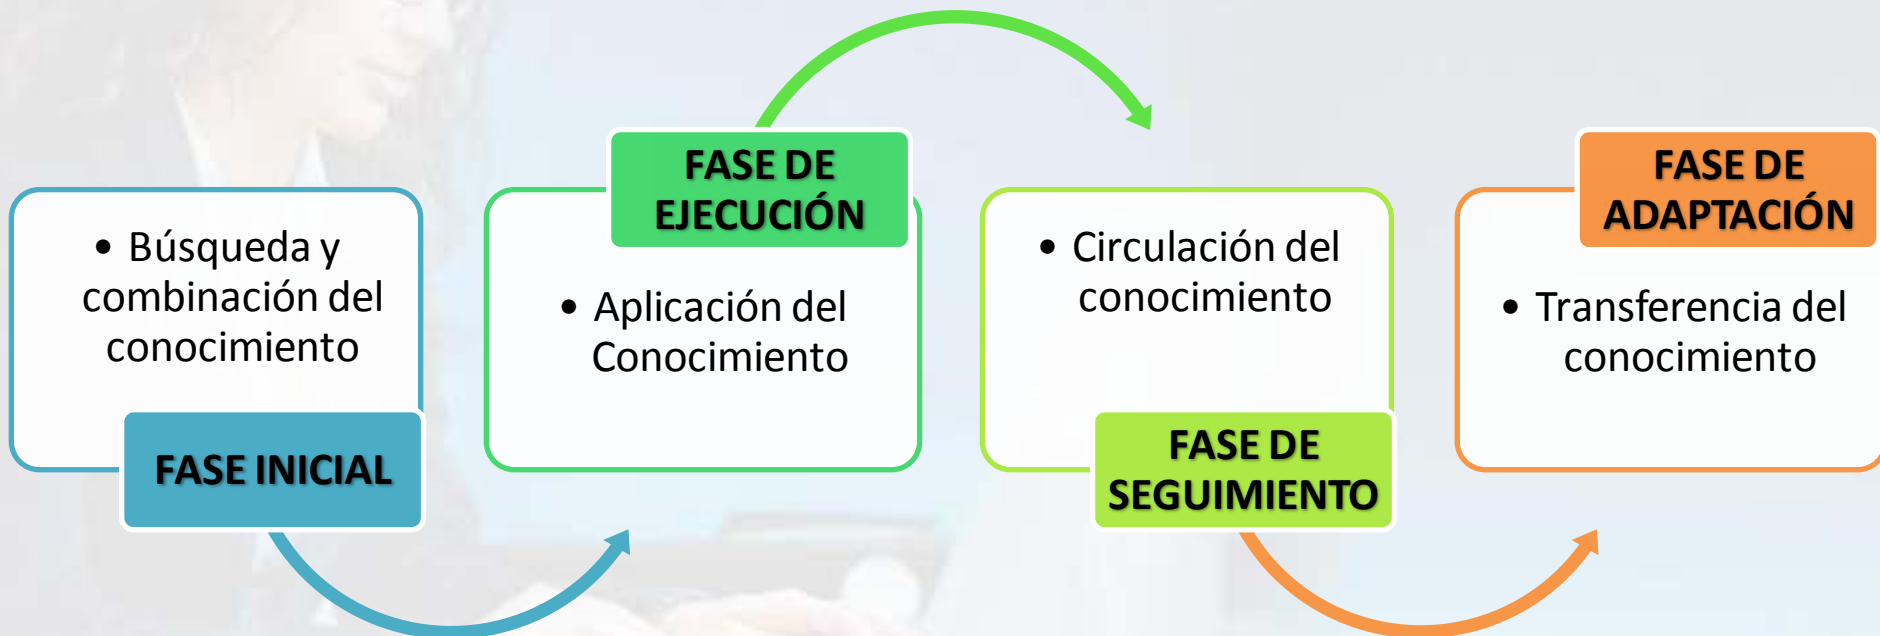 • Búsqueda y
combinación del
conocimiento
FASE INICIAL
FASE DE
EJECUCIÓN
• Aplicación del
Conocimiento
• Circulación del
conocimiento
FASE DE
SEGUIMIENTO
FASE DE
ADAPTACIÓN
• Transferencia del
conocimiento